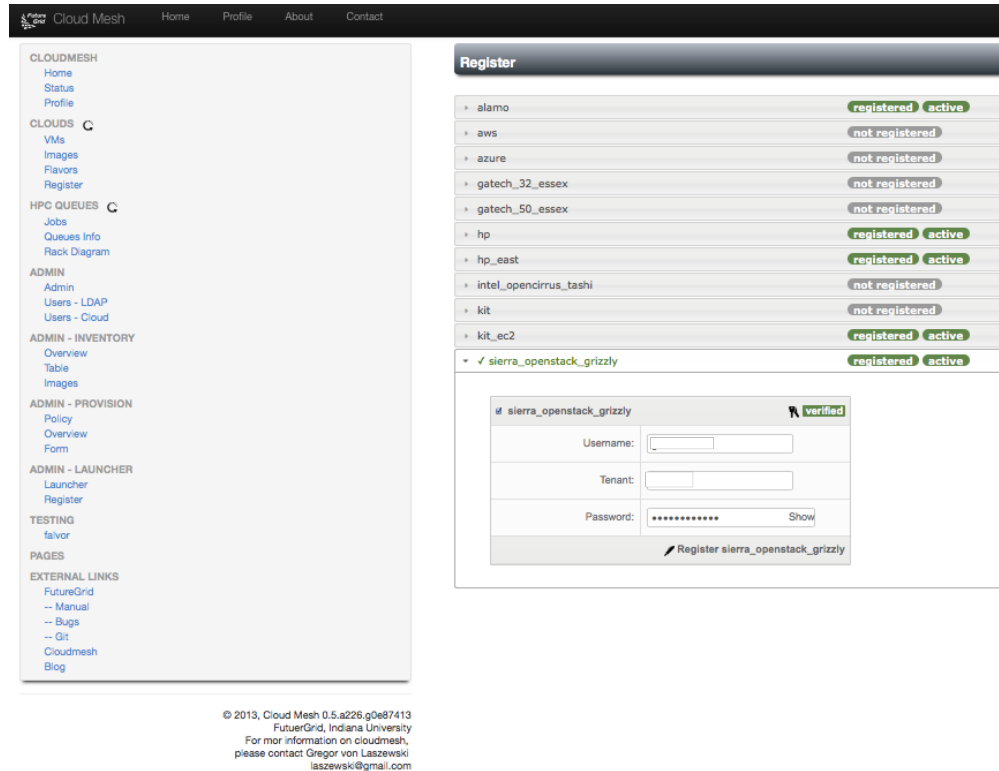 Future Grid Cloud Mesh Home Profile About Contact
CLOUDMESH
Home
Status
Profile
CLOUDS
VMs
Images
Flavors
Register
HPC QUEUES
Jobs
Queues Info
Rack Diagram
ADMIN
Admin
Users - LDAP
Users - Cloud
ADMIN - INVENTORY
Overview
Table
Images
ADMIN - PROVISION
Policy
Overview
Form
ADMIN - LAUNCHER
Launcher
Register
TESTING
falvor
PAGES
EXTERNAL LINKS
FutureGrid
-- Manual
-- Bugs
-- Git
Cloudmesh
Blog
© 2013, Cloud Mesh 0.5.a226.g0e87413
FutuerGrid, Indiana University
For mor information on cloudmesh,
please contact Gregor von Laszewski
laszewski@gmail.com
Register
alamo registered active
aws not registered
azure not registered
gatech_32_essex not registered
gatech_50_essex not registered
hp registered active
hp_east registered active
intel_opencirrus_tashi not registered
kit not registered
kit_ec2 registered active
✓ sierra_openstack_grizzly registered active
sierra_openstack_grizzly verified
Username:
Tenant:
Password: •••••••••••• Show
Register sierra_openstack_grizzly